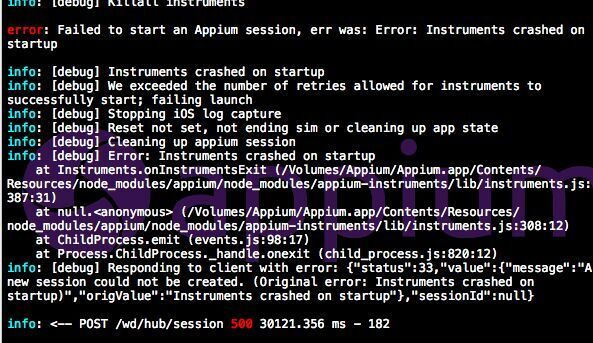 info: [debug] Killall instruments
error: Failed to start an Appium session, err was: Error: Instruments crashed on
startup
info: [debug] Instruments crashed on startup
info: [debug] We exceeded the number of retries allowed for instruments to
successfully start; failing launch
info: [debug] Stopping iOS log capture
info: [debug] Reset not set, not ending sim or cleaning up app state
info: [debug] Cleaning up appium session
info: [debug] Error: Instruments crashed on startup
at Instruments.onInstrumentsExit (/Volumes/Appium/Appium.app/Contents/
Resources/node_modules/appium/node_modules/appium-instruments/lib/instruments.js:
387:31)
at null.<anonymous> (/Volumes/Appium/Appium.app/Contents/Resources/
node_modules/appium/node_modules/appium-instruments/lib/instruments.js:308:12)
at ChildProcess.emit (events.js:98:17)
at Process.ChildProcess._handle.onexit (child_process.js:820:12)
info: [debug] Responding to client with error: {"status":33,"value":{"message":"A
new session could not be created. (Original error: Instruments crashed on
startup)","origValue":"Instruments crashed on startup"},"sessionId":null}
info: <-- POST /wd/hub/session 500 30121.356 ms - 182
appium